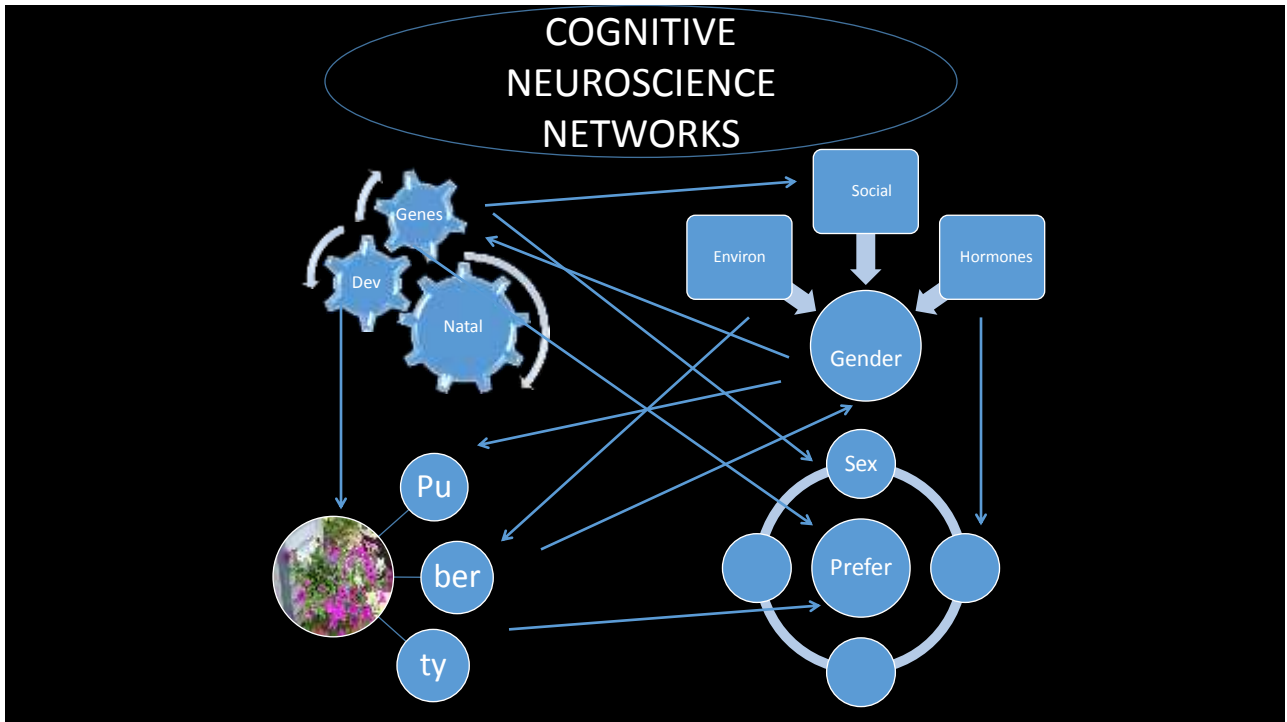 COGNITIVE
NEUROSCIENCE
NETWORKS
Genes
Dev
Natal
Social
Environ
Hormones
Gender
Pu
ber
ty
Sex
Prefer